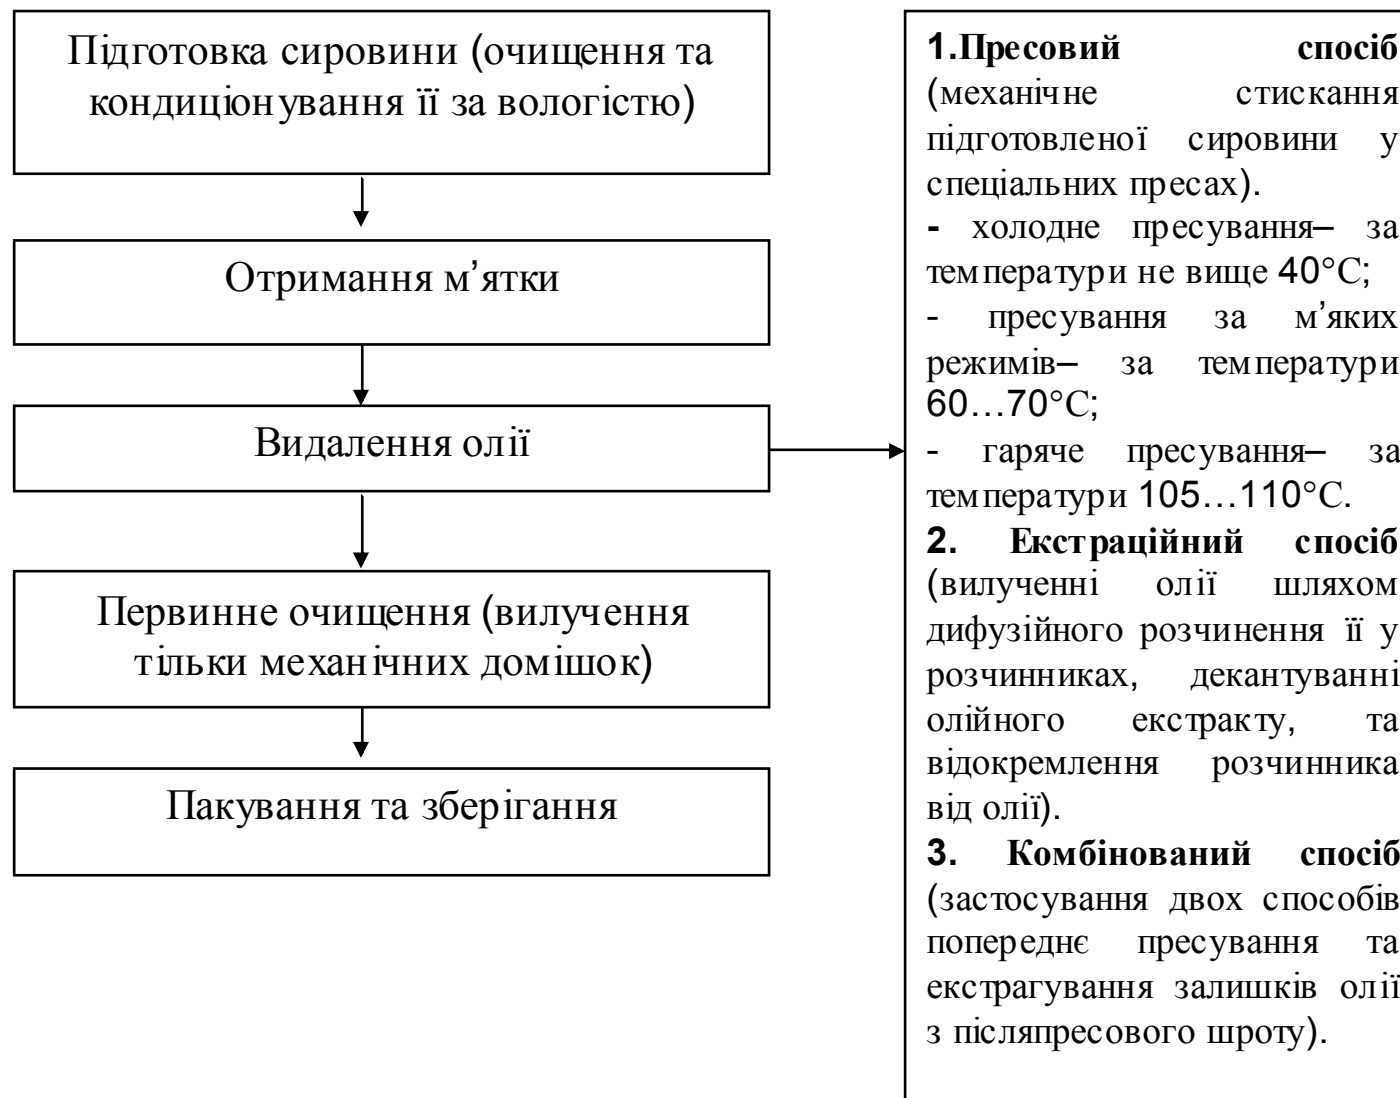 Підготовка сировини (очищення та
кондиціонування її за вологістю)
Отримання м’ятки
Видалення олії
Первинне очищення (вилучення
тільки механічних домішок)
Пакування та зберігання
1.Пресовий спосіб
(механічне стискання
підготовленої сировини у
спеціальних пресах).
- холодне пресування– за
температури не вище 40°С;
- пресування за м’яких
режимів– за температури
60…70°С;
- гаряче пресування– за
температури 105…110°С.
2. Екстраційний спосіб
(вилученні олії шляхом
дифузійного розчинення її у
розчинниках, декантуванні
олійного екстракту, та
відокремлення розчинника
від олії).
3. Комбінований спосіб
(застосування двох способів
попереднє пресування та
екстрагування залишків олії
з післяпресового шроту).